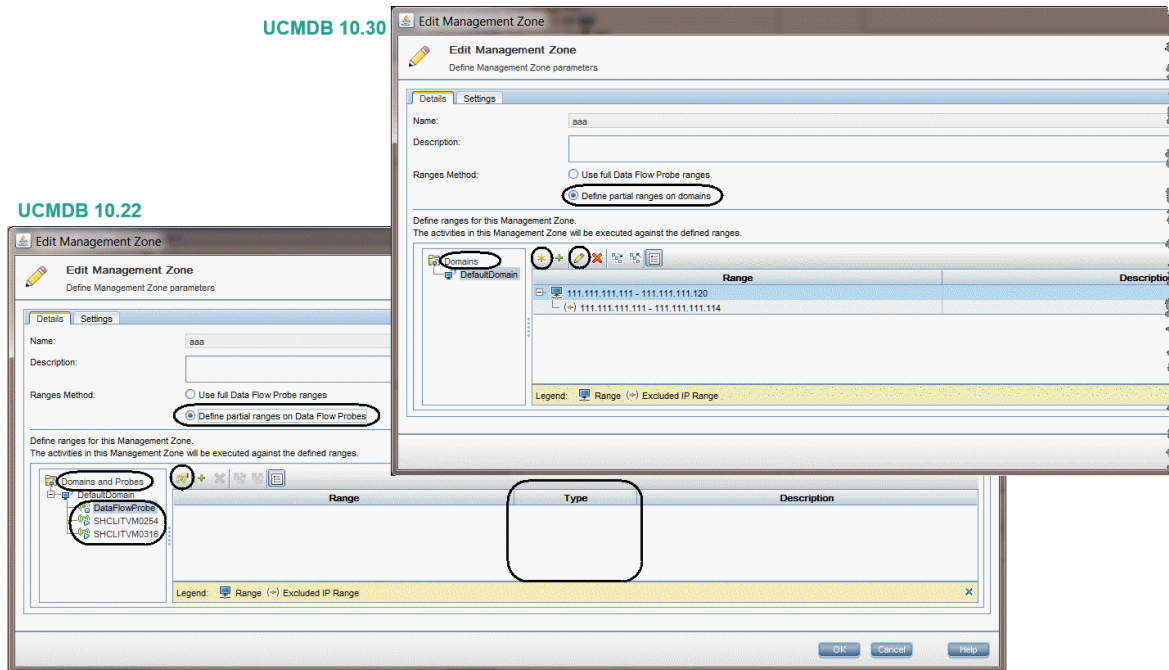 UCMDB 10.30
Edit Management Zone
Edit Management Zone
Define Management Zone parameters
Details Settings
Name: aaa
Description:
Ranges Method: Use full Data Flow Probe ranges
Define partial ranges on domains
Define ranges for this Management Zone.
The activities in this Management Zone will be executed against the defined ranges.
Domains
DefaultDomain
Range Descriptio
111.111.111.111 - 111.111.111.120
111.111.111.111 - 111.111.111.114
Legend: Range (-) Excluded IP Range
UCMDB 10.22
Edit Management Zone
Edit Management Zone
Define Management Zone parameters
Details Settings
Name: aaa
Description:
Ranges Method: Use full Data Flow Probe ranges
Define partial ranges on Data Flow Probes
Define ranges for this Management Zone.
The activities in this Management Zone will be executed against the defined ranges.
Domains and Probes
DefaultDomain
DataFlowProbe
SHCLITVM0254
SHCLITVM0316
Range Type Description
Legend: Range (-) Excluded IP Range
OK Cancel Help